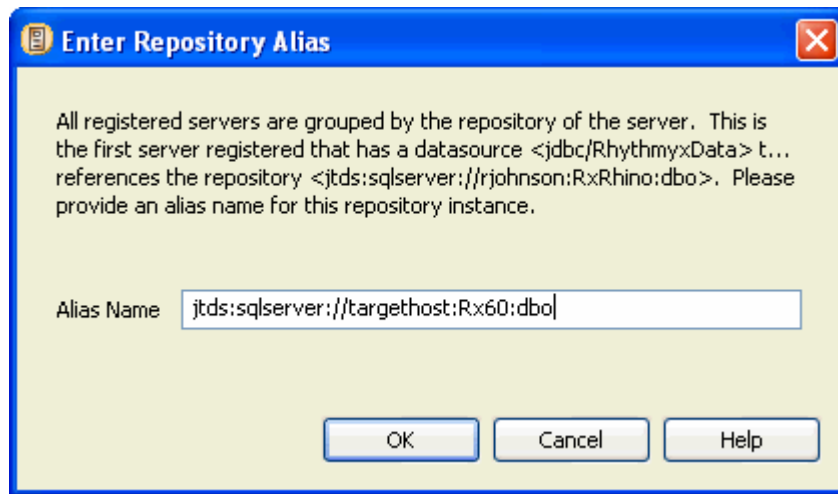 Enter Repository Alias
All registered servers are grouped by the repository of the server. This is
the first server registered that has a datasource <jdbc/RhythmyxData> t...
references the repository <jtds:sqlserver://rjohnson:RxRhino:dbo>. Please
provide an alias name for this repository instance.
Alias Name jtds:sqlserver://targethost:Rx60:dbo
OK Cancel Help